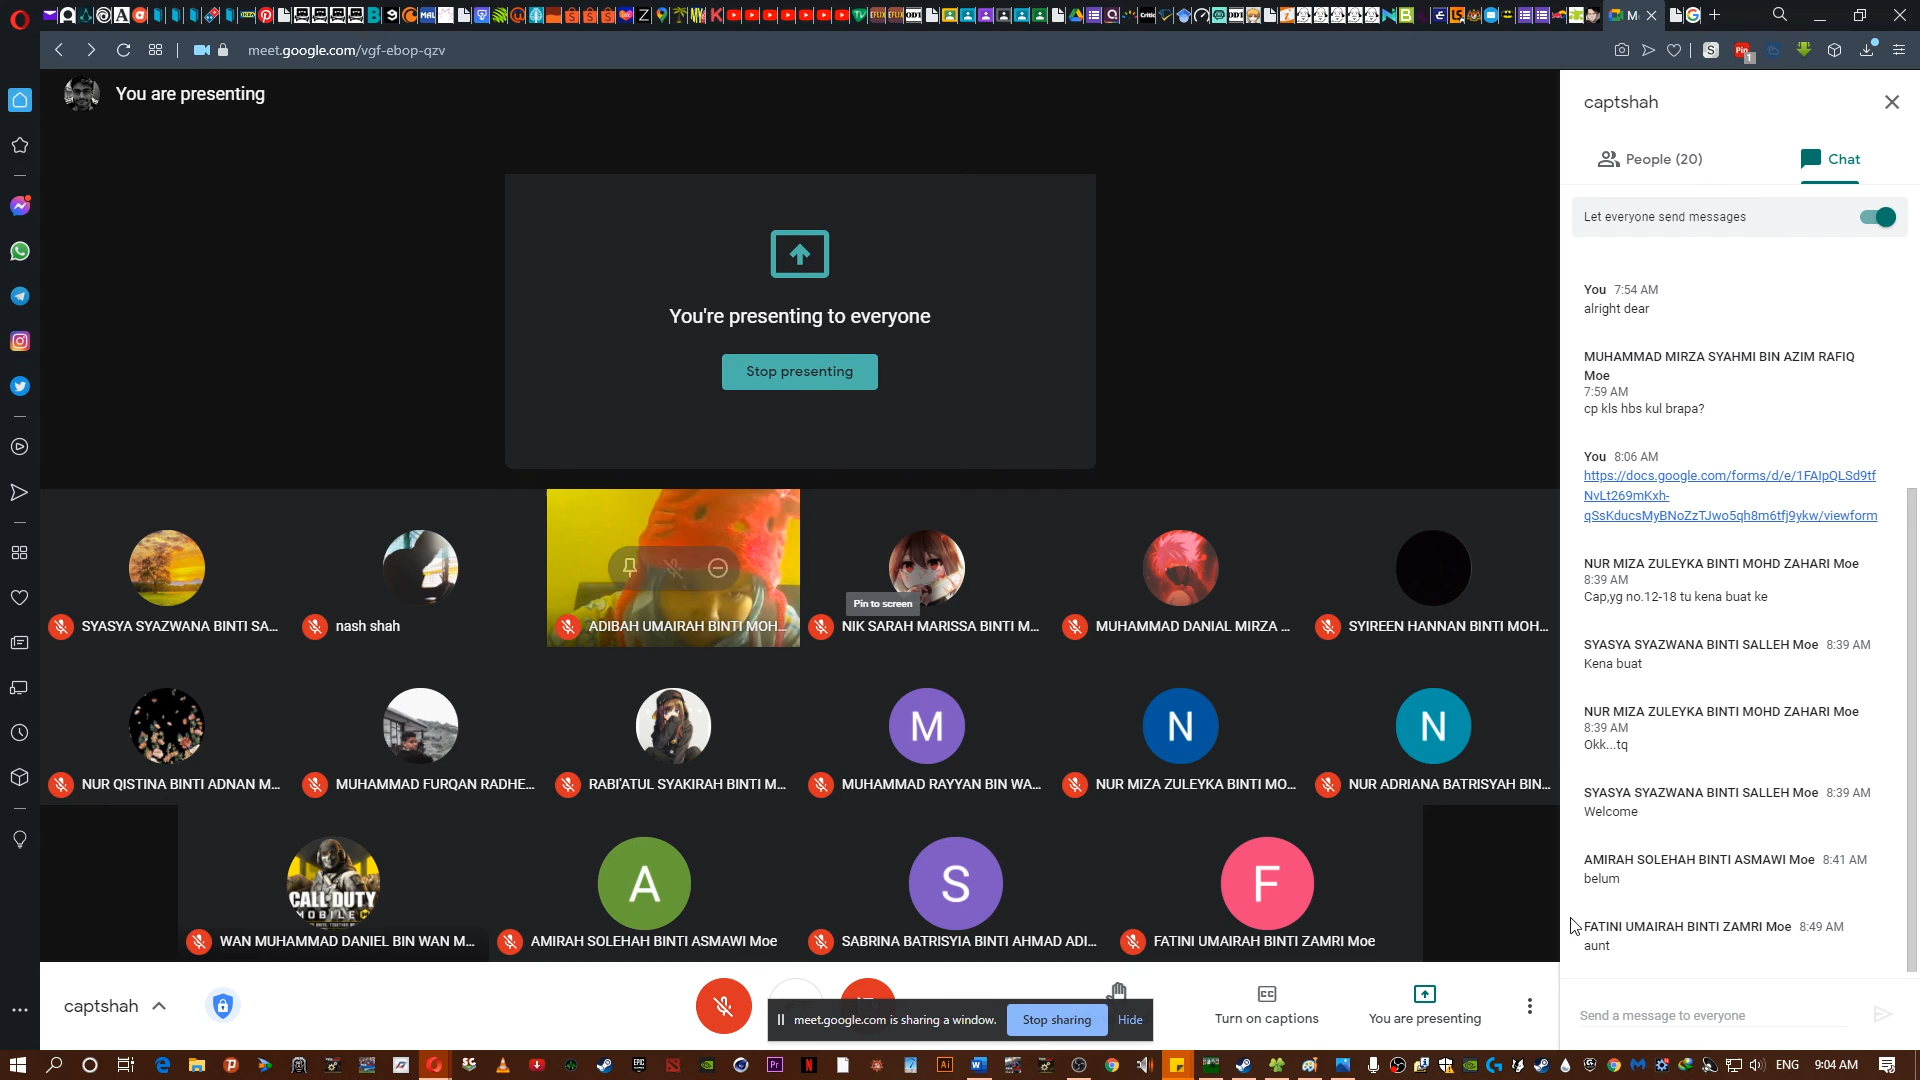 meet.google.com/vgf-ebop-qzv
You are presenting
You're presenting to everyone
Stop presenting
SYASYA SYAZWANA BINTI SA...
nash shah
ADIBAH UMAIRAH BINTI MOH...
Pin to screen
NIK SARAH MARISSA BINTI M...
MUHAMMAD DANIAL MIRZA ...
SYIREEN HANNAN BINTI MOH...
NUR QISTINA BINTI ADNAN M...
MUHAMMAD FURQAN RADHE...
RABI'ATUL SYAKIRAH BINTI M...
M
MUHAMMAD RAYYAN BIN WA...
N
NUR MIZA ZULEYKA BINTI MO...
N
NUR ADRIANA BATRISYAH BIN...
CALL DUTY
MOBILE
WAN MUHAMMAD DANIEL BIN WAN M...
A
AMIRAH SOLEHAH BINTI ASMAWI Moe
S
SABRINA BATRISYIA BINTI AHMAD ADI...
F
FATINI UMAIRAH BINTI ZAMRI Moe
captshah
meet.google.com is sharing a window.
Stop sharing
Hide
Turn on captions
You are presenting
captshah
People (20)
Chat
Let everyone send messages
You 7:54 AM
alright dear
MUHAMMAD MIRZA SYAHMI BIN AZIM RAFIQ
Moe
7:59 AM
cp kls hbs kul brapa?
You 8:06 AM
https://docs.google.com/forms/d/e/1FAIpQLSd9tf
NvLt269mKxh-
qSsKducsMyBNoZzTJwo5qh8m6tfj9ykw/viewform
NUR MIZA ZULEYKA BINTI MOHD ZAHARI Moe
8:39 AM
Cap,yg no.12-18 tu kena buat ke
SYASYA SYAZWANA BINTI SALLEH Moe 8:39 AM
Kena buat
NUR MIZA ZULEYKA BINTI MOHD ZAHARI Moe
8:39 AM
Okk...tq
SYASYA SYAZWANA BINTI SALLEH Moe 8:39 AM
Welcome
AMIRAH SOLEHAH BINTI ASMAWI Moe 8:41 AM
belum
FATINI UMAIRAH BINTI ZAMRI Moe 8:49 AM
aunt
Send a message to everyone
ENG
9:04 AM